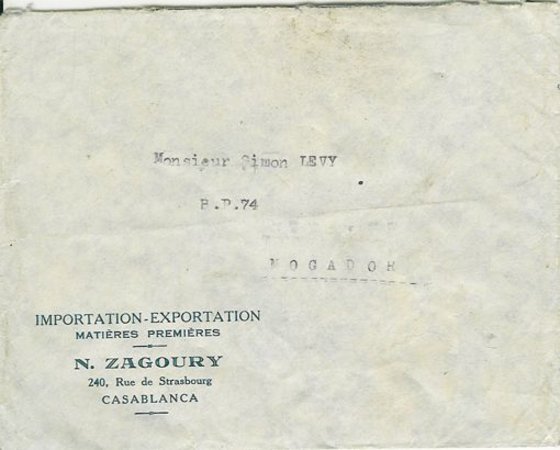 Monsieur Simon LEVY
B.P.74
MOGADOR
IMPORTATION-EXPORTATION
MATIÈRES PREMIÈRES
N. ZAGOURY
240, Rue de Strasbourg
CASABLANCA